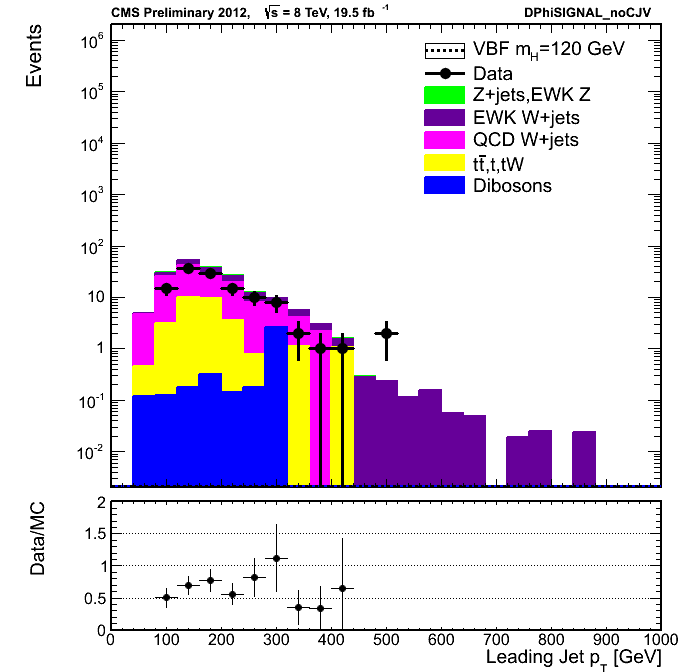 CMS Preliminary 2012, √s = 8 TeV, 19.5 fb⁻¹ DPhiSIGNAL_noCJV
Events
10⁶
10⁵
10⁴
10³
10²
10
1
10⁻¹
10⁻²
VBF m_H=120 GeV
Data
Z+jets,EWK Z
EWK W+jets
QCD W+jets
tt̄,t,tW
Dibosons
Data/MC
2
1.5
1
0.5
0
0 100 200 300 400 500 600 700 800 900 1000
Leading Jet p_T [GeV]